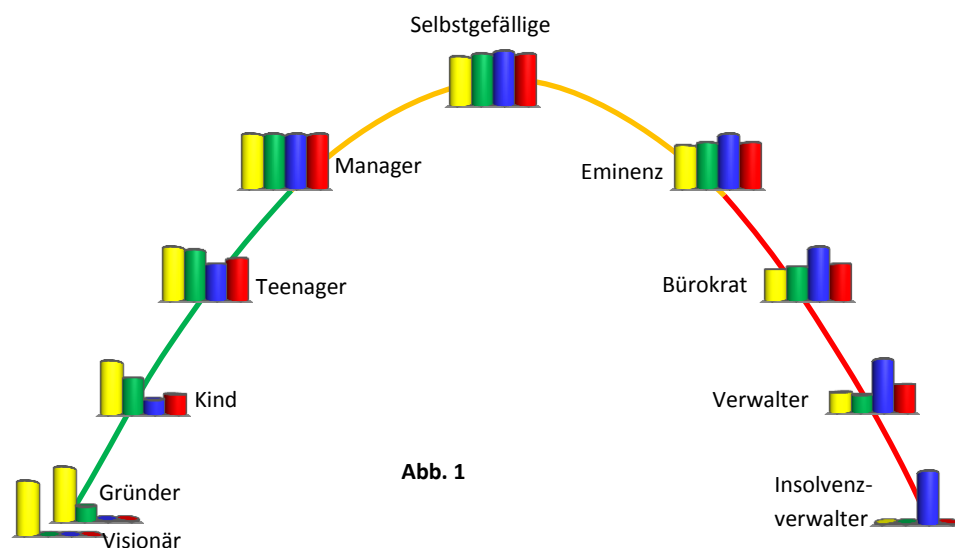 Selbstgefällige
Manager
Eminenz
Teenager
Bürokrat
Kind
Verwalter
Abb. 1
Gründer
Visionär
Insolvenz-
verwalter